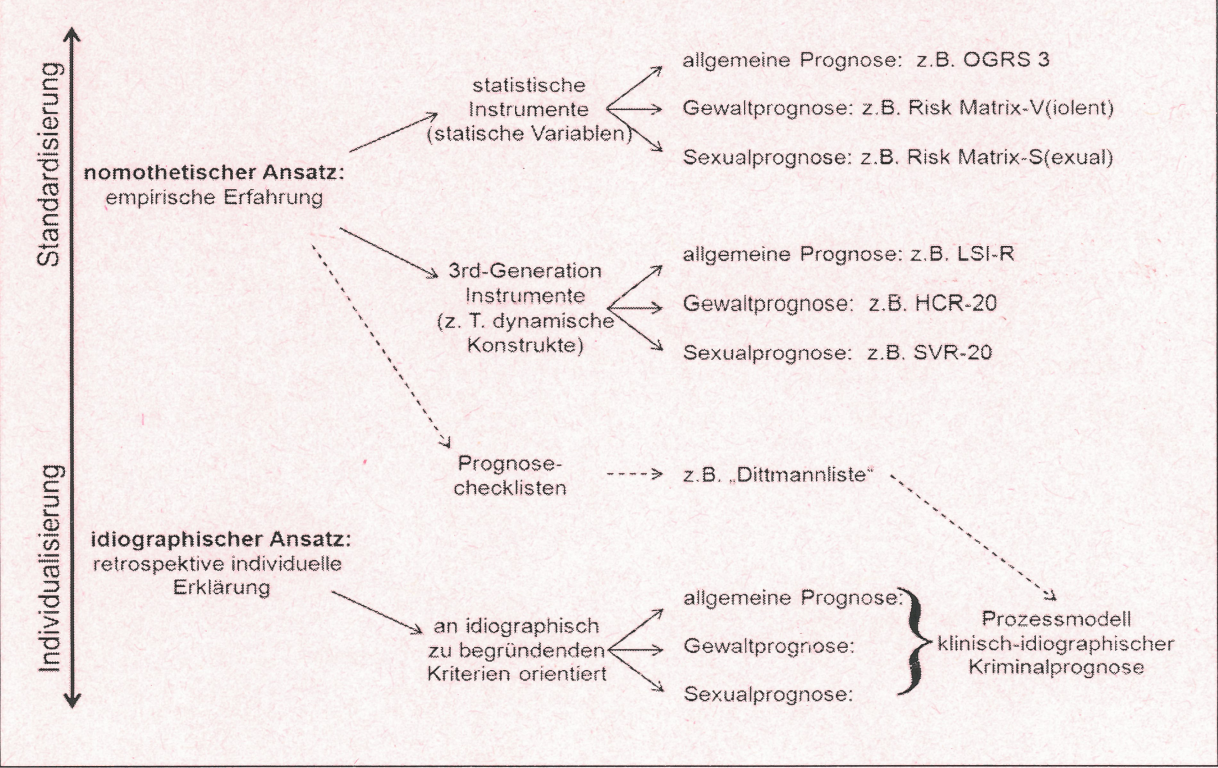 Standardisierung
Individualisierung
nomothetischer Ansatz:
empirische Erfahrung
statistische
Instrumente
(statische Variablen)
allgemeine Prognose: z.B. OGRS 3
Gewaltprognose: z.B. Risk Matrix-V(iolent)
Sexualprognose: z.B. Risk Matrix-S(exual)
3rd-Generation
Instrumente
(z. T. dynamische
Konstrukte)
allgemeine Prognose: z.B. LSI-R
Gewaltprognose: z.B. HCR-20
Sexualprognose: z.B. SVR-20
Prognose-
checklisten
z.B. „Dittmannliste“
idiographischer Ansatz:
retrospektive individuelle
Erklärung
an idiographisch
zu begründenden
Kriterien orientiert
allgemeine Prognose:
Gewaltprognose:
Sexualprognose:
Prozessmodell
klinisch-idiographischer
Kriminalprognose